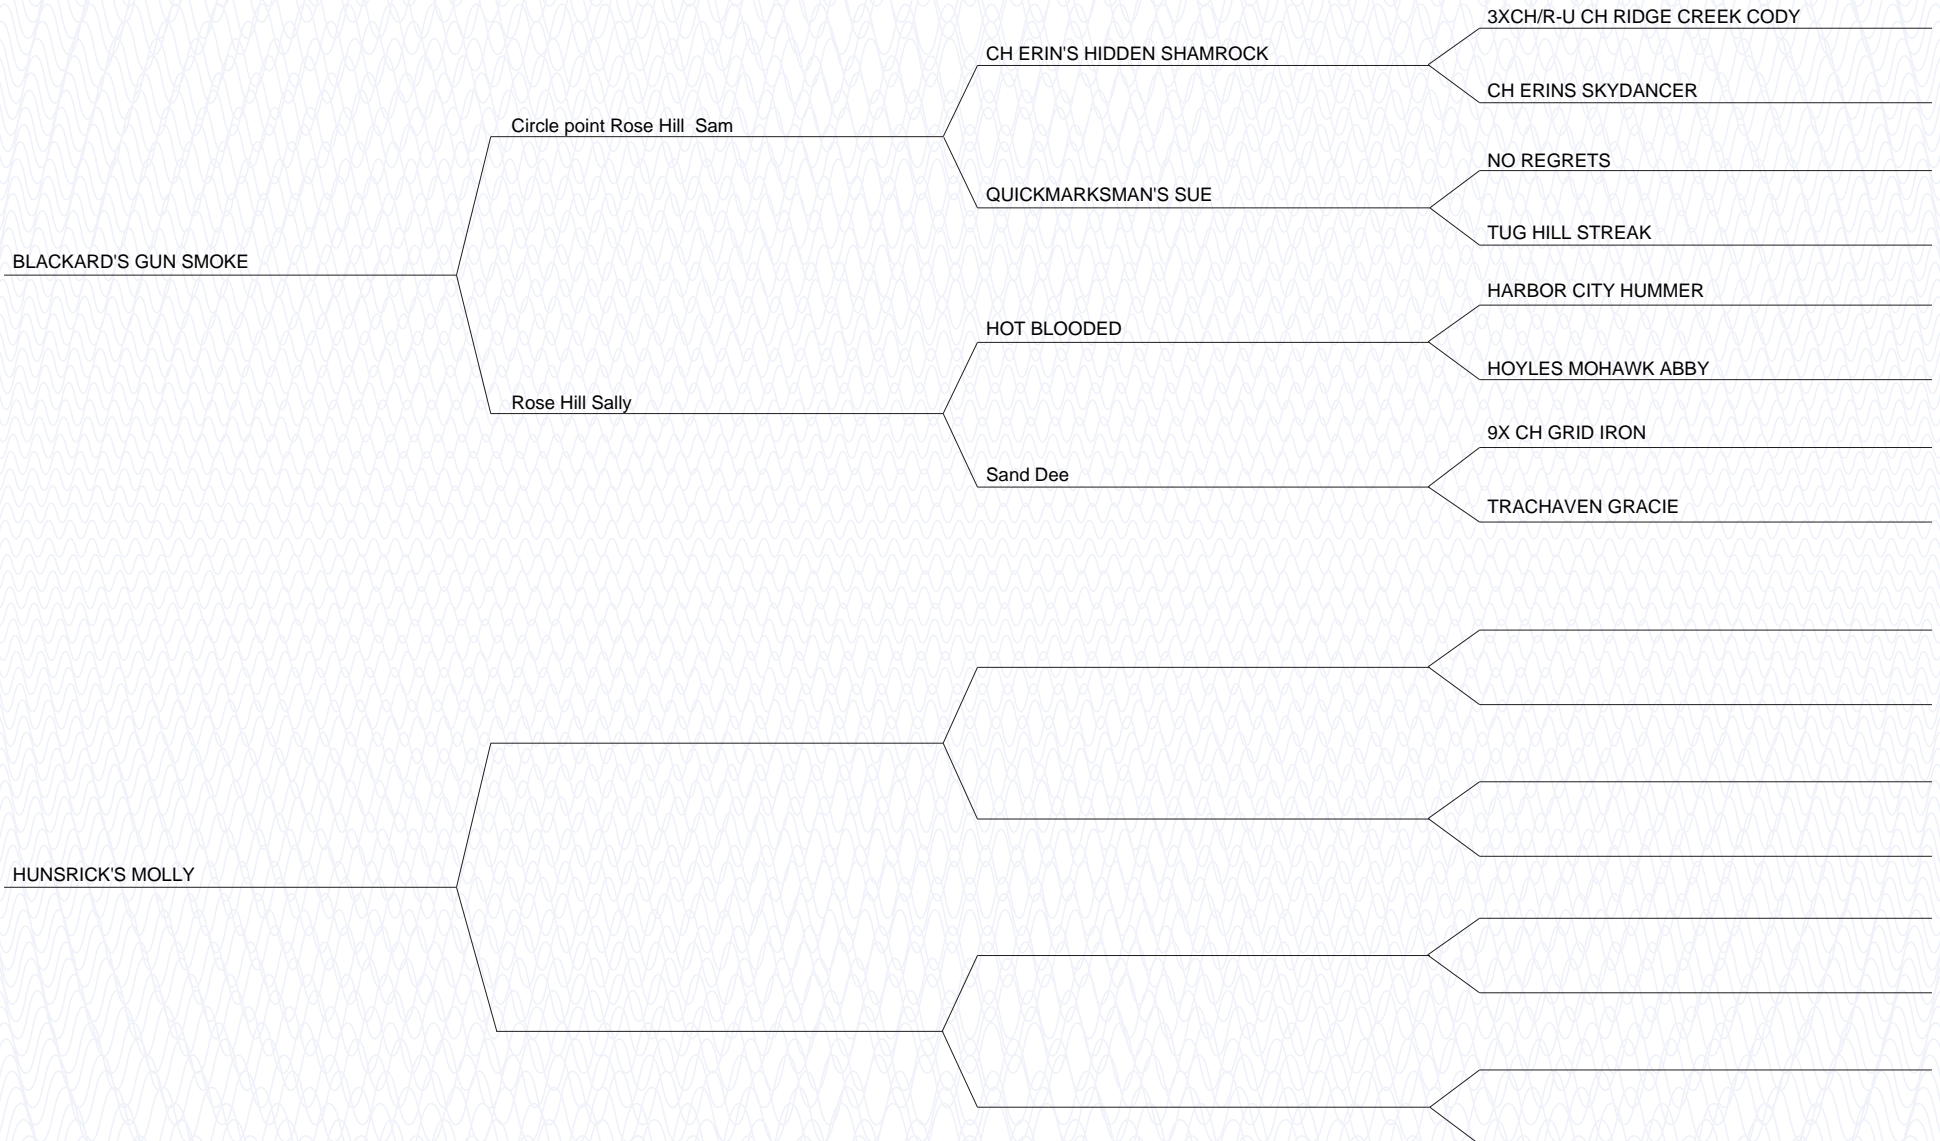 3XCH/R-U CH RIDGE CREEK CODY
CH ERIN'S HIDDEN SHAMROCK
CH ERINS SKYDANCER
Circle point Rose Hill  Sam
NO REGRETS
QUICKMARKSMAN'S SUE
TUG HILL STREAK
BLACKARD'S GUN SMOKE
HARBOR CITY HUMMER
HOT BLOODED
HOYLES MOHAWK ABBY
Rose Hill Sally
9X CH GRID IRON
Sand Dee
TRACHAVEN GRACIE
HUNSRICK'S MOLLY